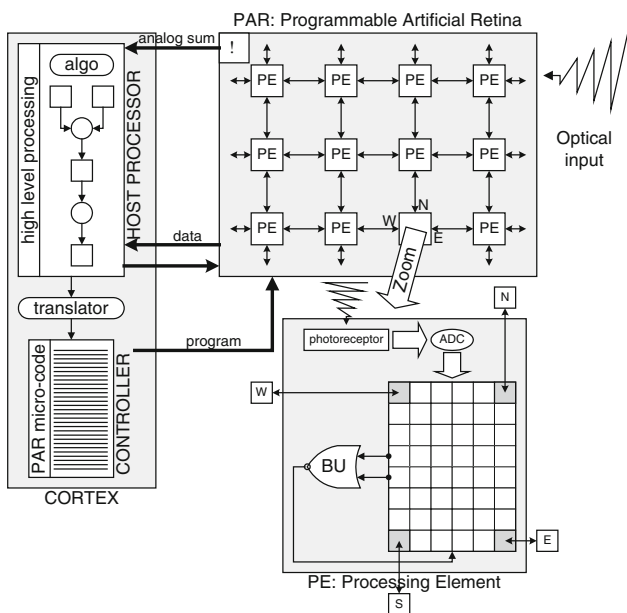 PAR: Programmable Artificial Retina
analog sum
!
algo
high level processing
HOST PROCESSOR
PE PE PE PE
PE PE PE PE
PE PE PE
N
W
E
Optical
input
data
Zoom
translator
program
PAR micro-code
CONTROLLER
CORTEX
N
photoreceptor
ADC
W
BU
E
S
PE: Processing Element